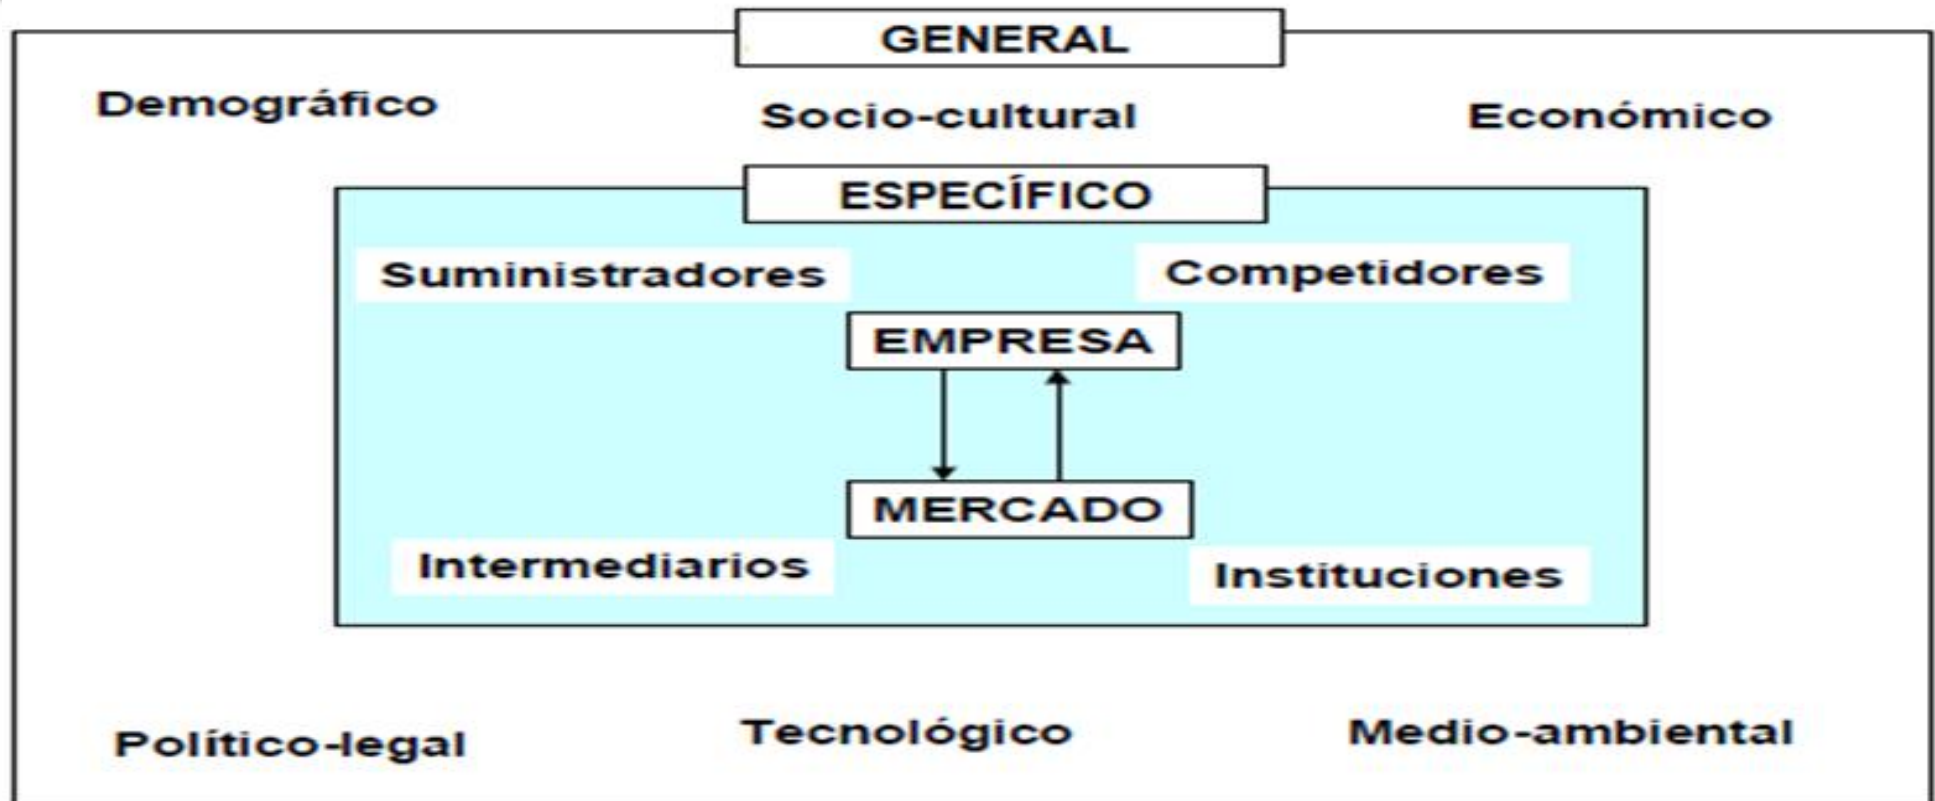 GENERAL
Demográfico Socio-cultural Económico
ESPECÍFICO
Suministradores Competidores
EMPRESA
MERCADO
Intermediarios Instituciones
Político-legal Tecnológico Medio-ambiental